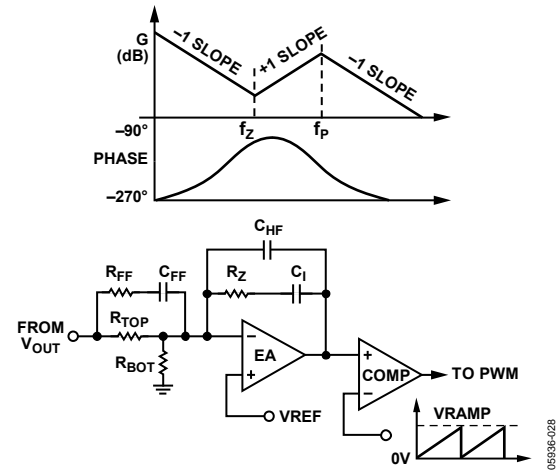 G
(dB)
–1 SLOPE
+1 SLOPE
–1 SLOPE
–90°
fZ
fP
PHASE
–270°
CHF
RFF
CFF
RZ
CI
RTOP
FROM
VOUT
RBOT
–
EA
+
VREF
+
COMP
–
TO PWM
VRAMP
0V
05936-028